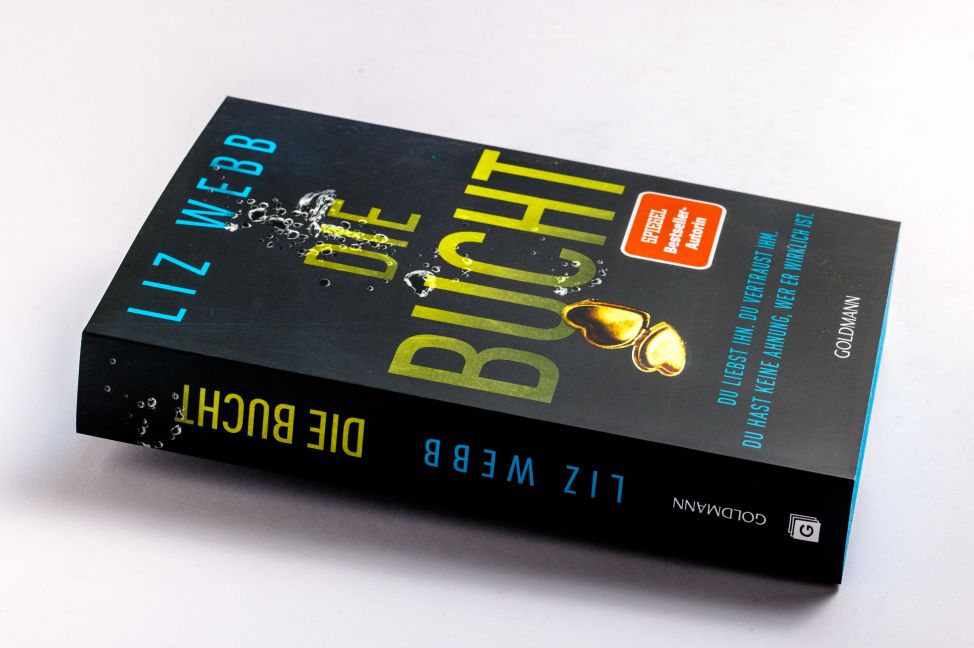 LIZ WEBB
DIE
BUCHT
SPIEGEL
Bestseller-
Autorin
DU LIEBST IHN. DU VERTRAUST IHM.
DU HAST KEINE AHNUNG, WER ER WIRKLICH IST.
GOLDMANN
DIE BUCHT
LIZ WEBB
GOLDMANN
G